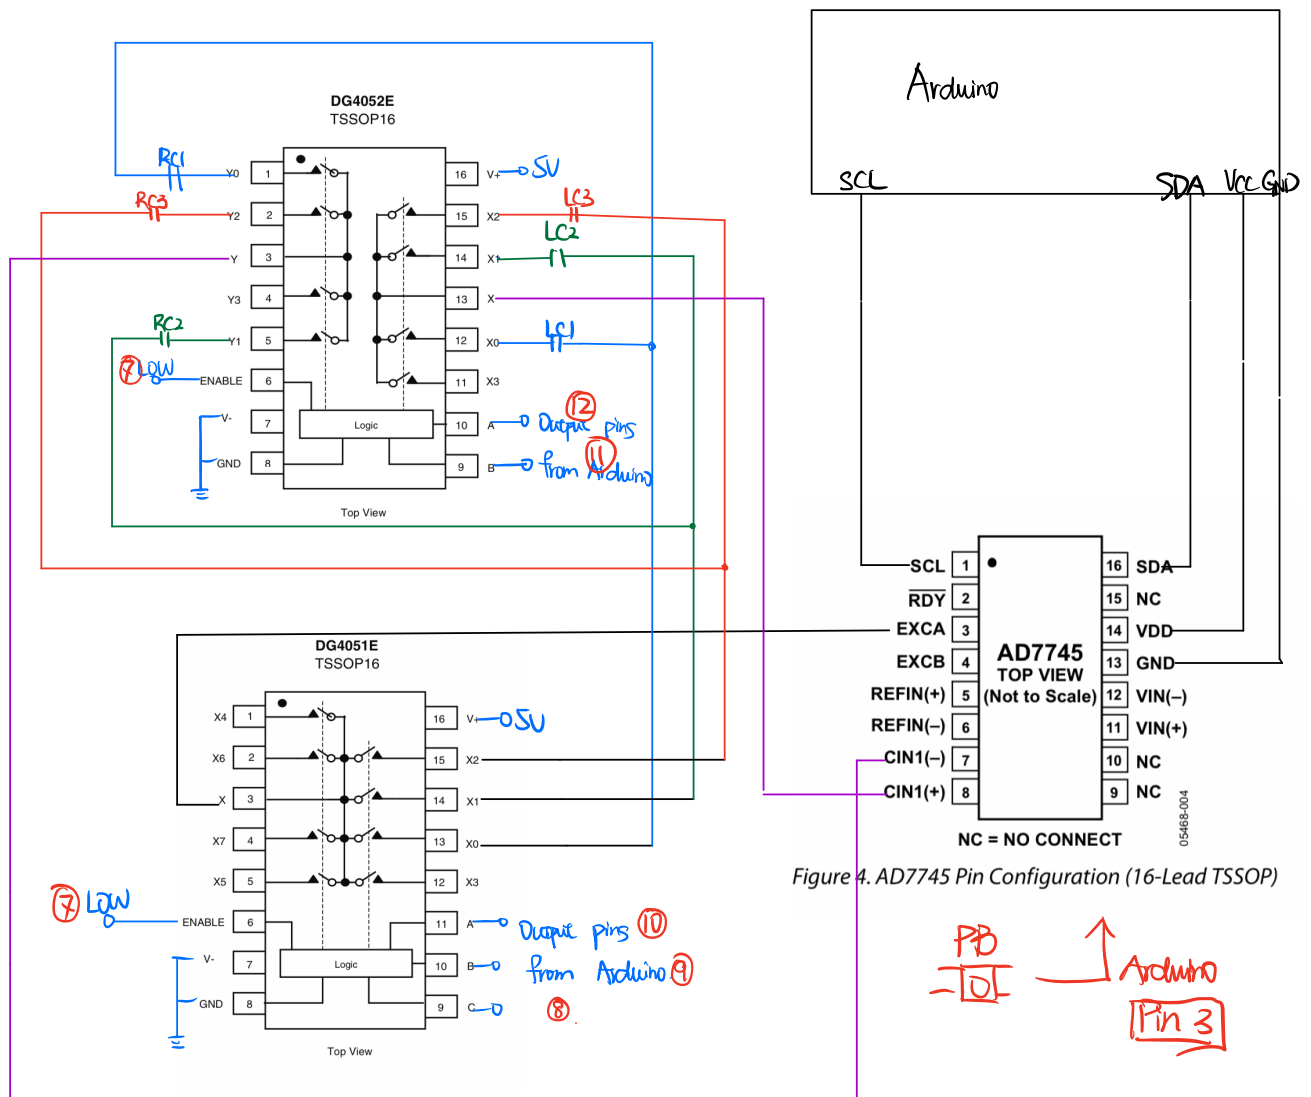 Arduino
SCL
SDA
VCC
GND
DG4052E
TSSOP16
RC1
Y0
1
16
V+
5V
RC3
Y2
2
15
X2
LC3
Y
3
14
X1
LC2
Y3
4
13
X
RC2
Y1
5
12
X0
LC1
7
LOW
ENABLE
6
11
X3
V-
7
Logic
10
A
Output pins
12
GND
8
9
B
from Arduino
11
Top View
DG4051E
TSSOP16
X4
1
16
V+
5V
X6
2
15
X2
X
3
14
X1
X7
4
13
X0
X5
5
12
X3
7
LOW
ENABLE
6
11
A
Output pins
10
V-
7
Logic
10
B
from Arduino
9
GND
8
9
C
8
Top View
SCL
1
16
SDA
RDY
2
15
NC
EXCA
3
14
VDD
EXCB
4
13
GND
REFIN(+)
5
12
VIN(–)
REFIN(–)
6
11
VIN(+)
CIN1(–)
7
10
NC
CIN1(+)
8
9
NC
AD7745
TOP VIEW
(Not to Scale)
NC = NO CONNECT
05468-004
Figure 4. AD7745 Pin Configuration (16-Lead TSSOP)
PB
Arduino
Pin 3